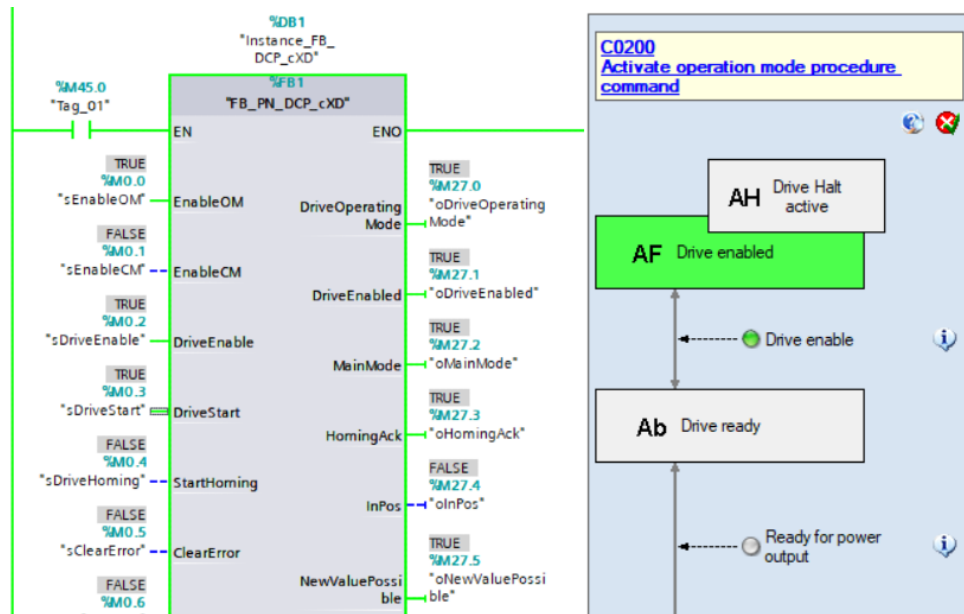 %DB1
"Instance_FB_
DCP_cXD"
%FB1
"FB_PN_DCP_cXD"
%M45.0
"Tag_01"
EN
ENO
TRUE
%M0.0
"sEnableOM"
EnableOM
FALSE
%M0.1
"sEnableCM"
EnableCM
TRUE
%M0.2
"sDriveEnable"
DriveEnable
TRUE
%M0.3
"sDriveStart"
DriveStart
FALSE
%M0.4
"sDriveHoming"
StartHoming
FALSE
%M0.5
"sClearError"
ClearError
FALSE
%M0.6
DriveOperating
Mode
TRUE
%M27.0
"oDriveOperating
Mode"
DriveEnabled
TRUE
%M27.1
"oDriveEnabled"
MainMode
TRUE
%M27.2
"oMainMode"
HomingAck
TRUE
%M27.3
"oHomingAck"
InPos
FALSE
%M27.4
"oInPos"
NewValuePossi
ble
TRUE
%M27.5
"oNewValuePossi
ble"
C0200
Activate operation mode procedure
command
AH Drive Halt
active
AF Drive enabled
Drive enable
Ab Drive ready
Ready for power
output